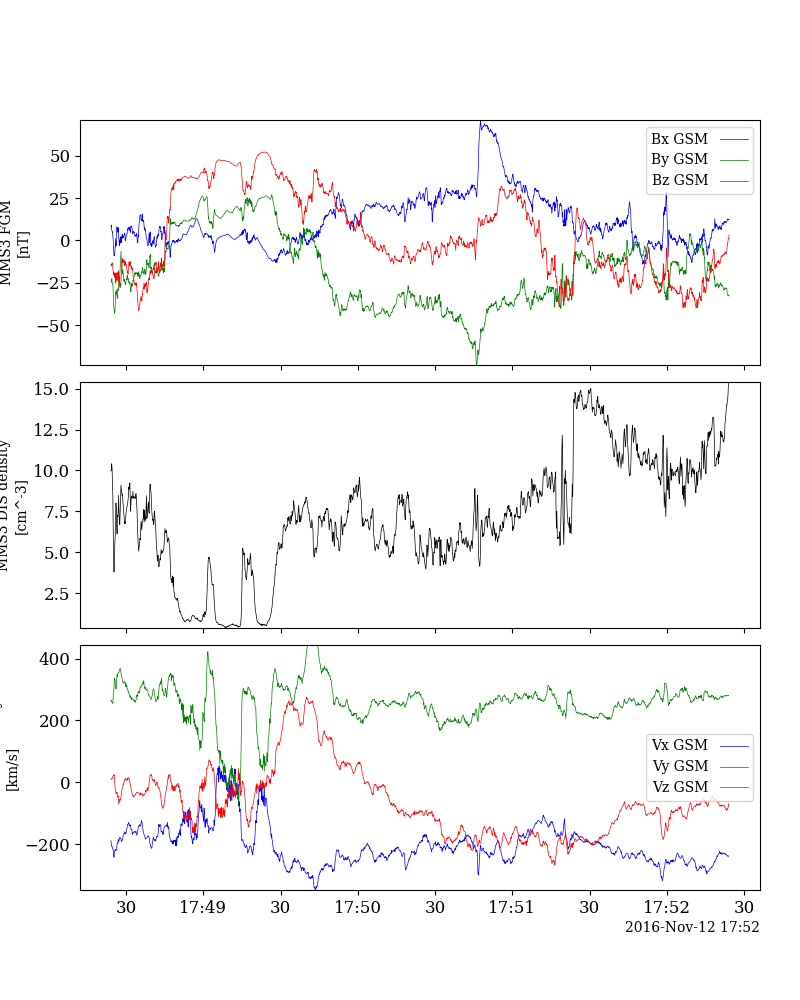 50
25
0
−25
−50
MMS3 FGM
[nT]
Bx GSM
By GSM
Bz GSM
15.0
12.5
10.0
7.5
5.0
2.5
MMS3 DIS density
[cm^-3]
400
200
0
−200
[km/s]
Vx GSM
Vy GSM
Vz GSM
30 17:49 30 17:50 30 17:51 30 17:52 30
2016-Nov-12 17:52